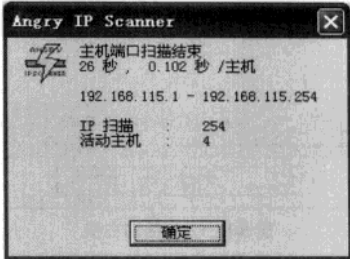 Angry IP Scanner
主机端口扫描结束
26 秒 , 0.102 秒 /主机
192.168.115.1 - 192.168.115.254
IP 扫描 : 254
活动主机 : 4
确定